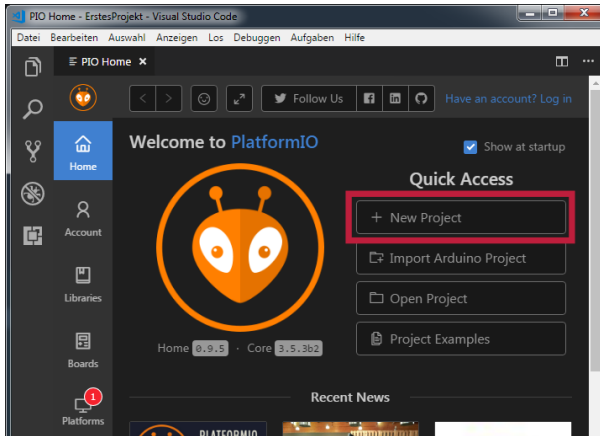 PIO Home - ErstesProjekt - Visual Studio Code
Datei Bearbeiten Auswahl Anzeigen Los Debuggen Aufgaben Hilfe
PIO Home
Follow Us
Have an account? Log in
Welcome to PlatformIO
Show at startup
Home
Quick Access
+ New Project
Account
Import Arduino Project
Libraries
Open Project
Project Examples
Home 0.9.5 · Core 3.5.3b2
Boards
1
Recent News
Platforms
PLATFORMIO